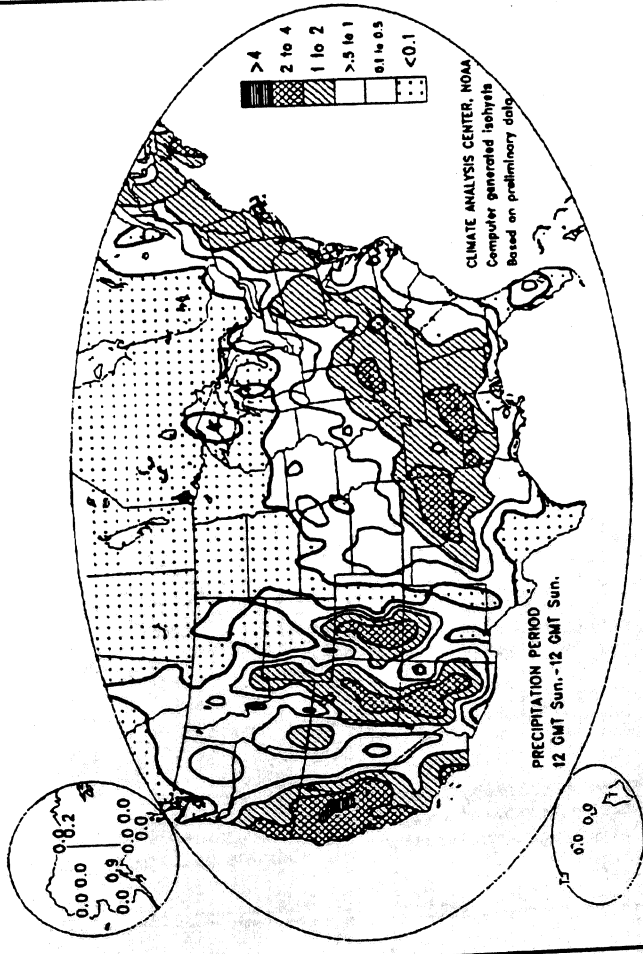 >4
2 to 4
1 to 2
>.5 to 1
0.1 to 0.5
<0.1
CLIMATE ANALYSIS CENTER, NOAA
Computer generated isohyets
Based on preliminary data
PRECIPITATION PERIOD
12 GMT Sun.-12 GMT Sun.
0.0
0.2
0.0 0.0
0.0 0.9
0.0 0.0
0.0
0.0 0.9